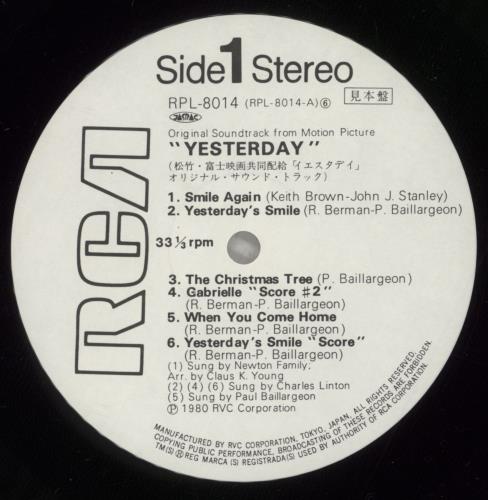 Side 1 Stereo
RPL-8014 (RPL-8014-A) ⑥ 見本盤
JASRAC
Original Soundtrack from Motion Picture
"YESTERDAY"
(松竹・富士映画共同配給「イエスタデイ」
オリジナル・サウンド・トラック)
1. Smile Again (Keith Brown-John J. Stanley)
2. Yesterday's Smile (R. Berman-P. Baillargeon)
33 ⅓ rpm
3. The Christmas Tree (P. Baillargeon)
4. Gabrielle "Score #2"
(R. Berman-P. Baillargeon)
5. When You Come Home
(R. Berman-P. Baillargeon)
6. Yesterday's Smile "Score"
(R. Berman-P. Baillargeon)
(1) Sung by Newton Family;
Arr. by Claus K. Young
(2) (4) (6) Sung by Charles Linton
(5) Sung by Paul Baillargeon
Ⓟ 1980 RVC Corporation
RCA
MANUFACTURED BY RVC CORPORATION, TOKYO, JAPAN, ALL RIGHTS RESERVED.
COPYING PUBLIC PERFORMANCE, BROADCASTING OF THESE RECORDS ARE FORBIDDEN.
TM(S)® REG MARCA(S) REGISTRADA(S) USED BY AUTHORITY OF RCA CORPORATION.